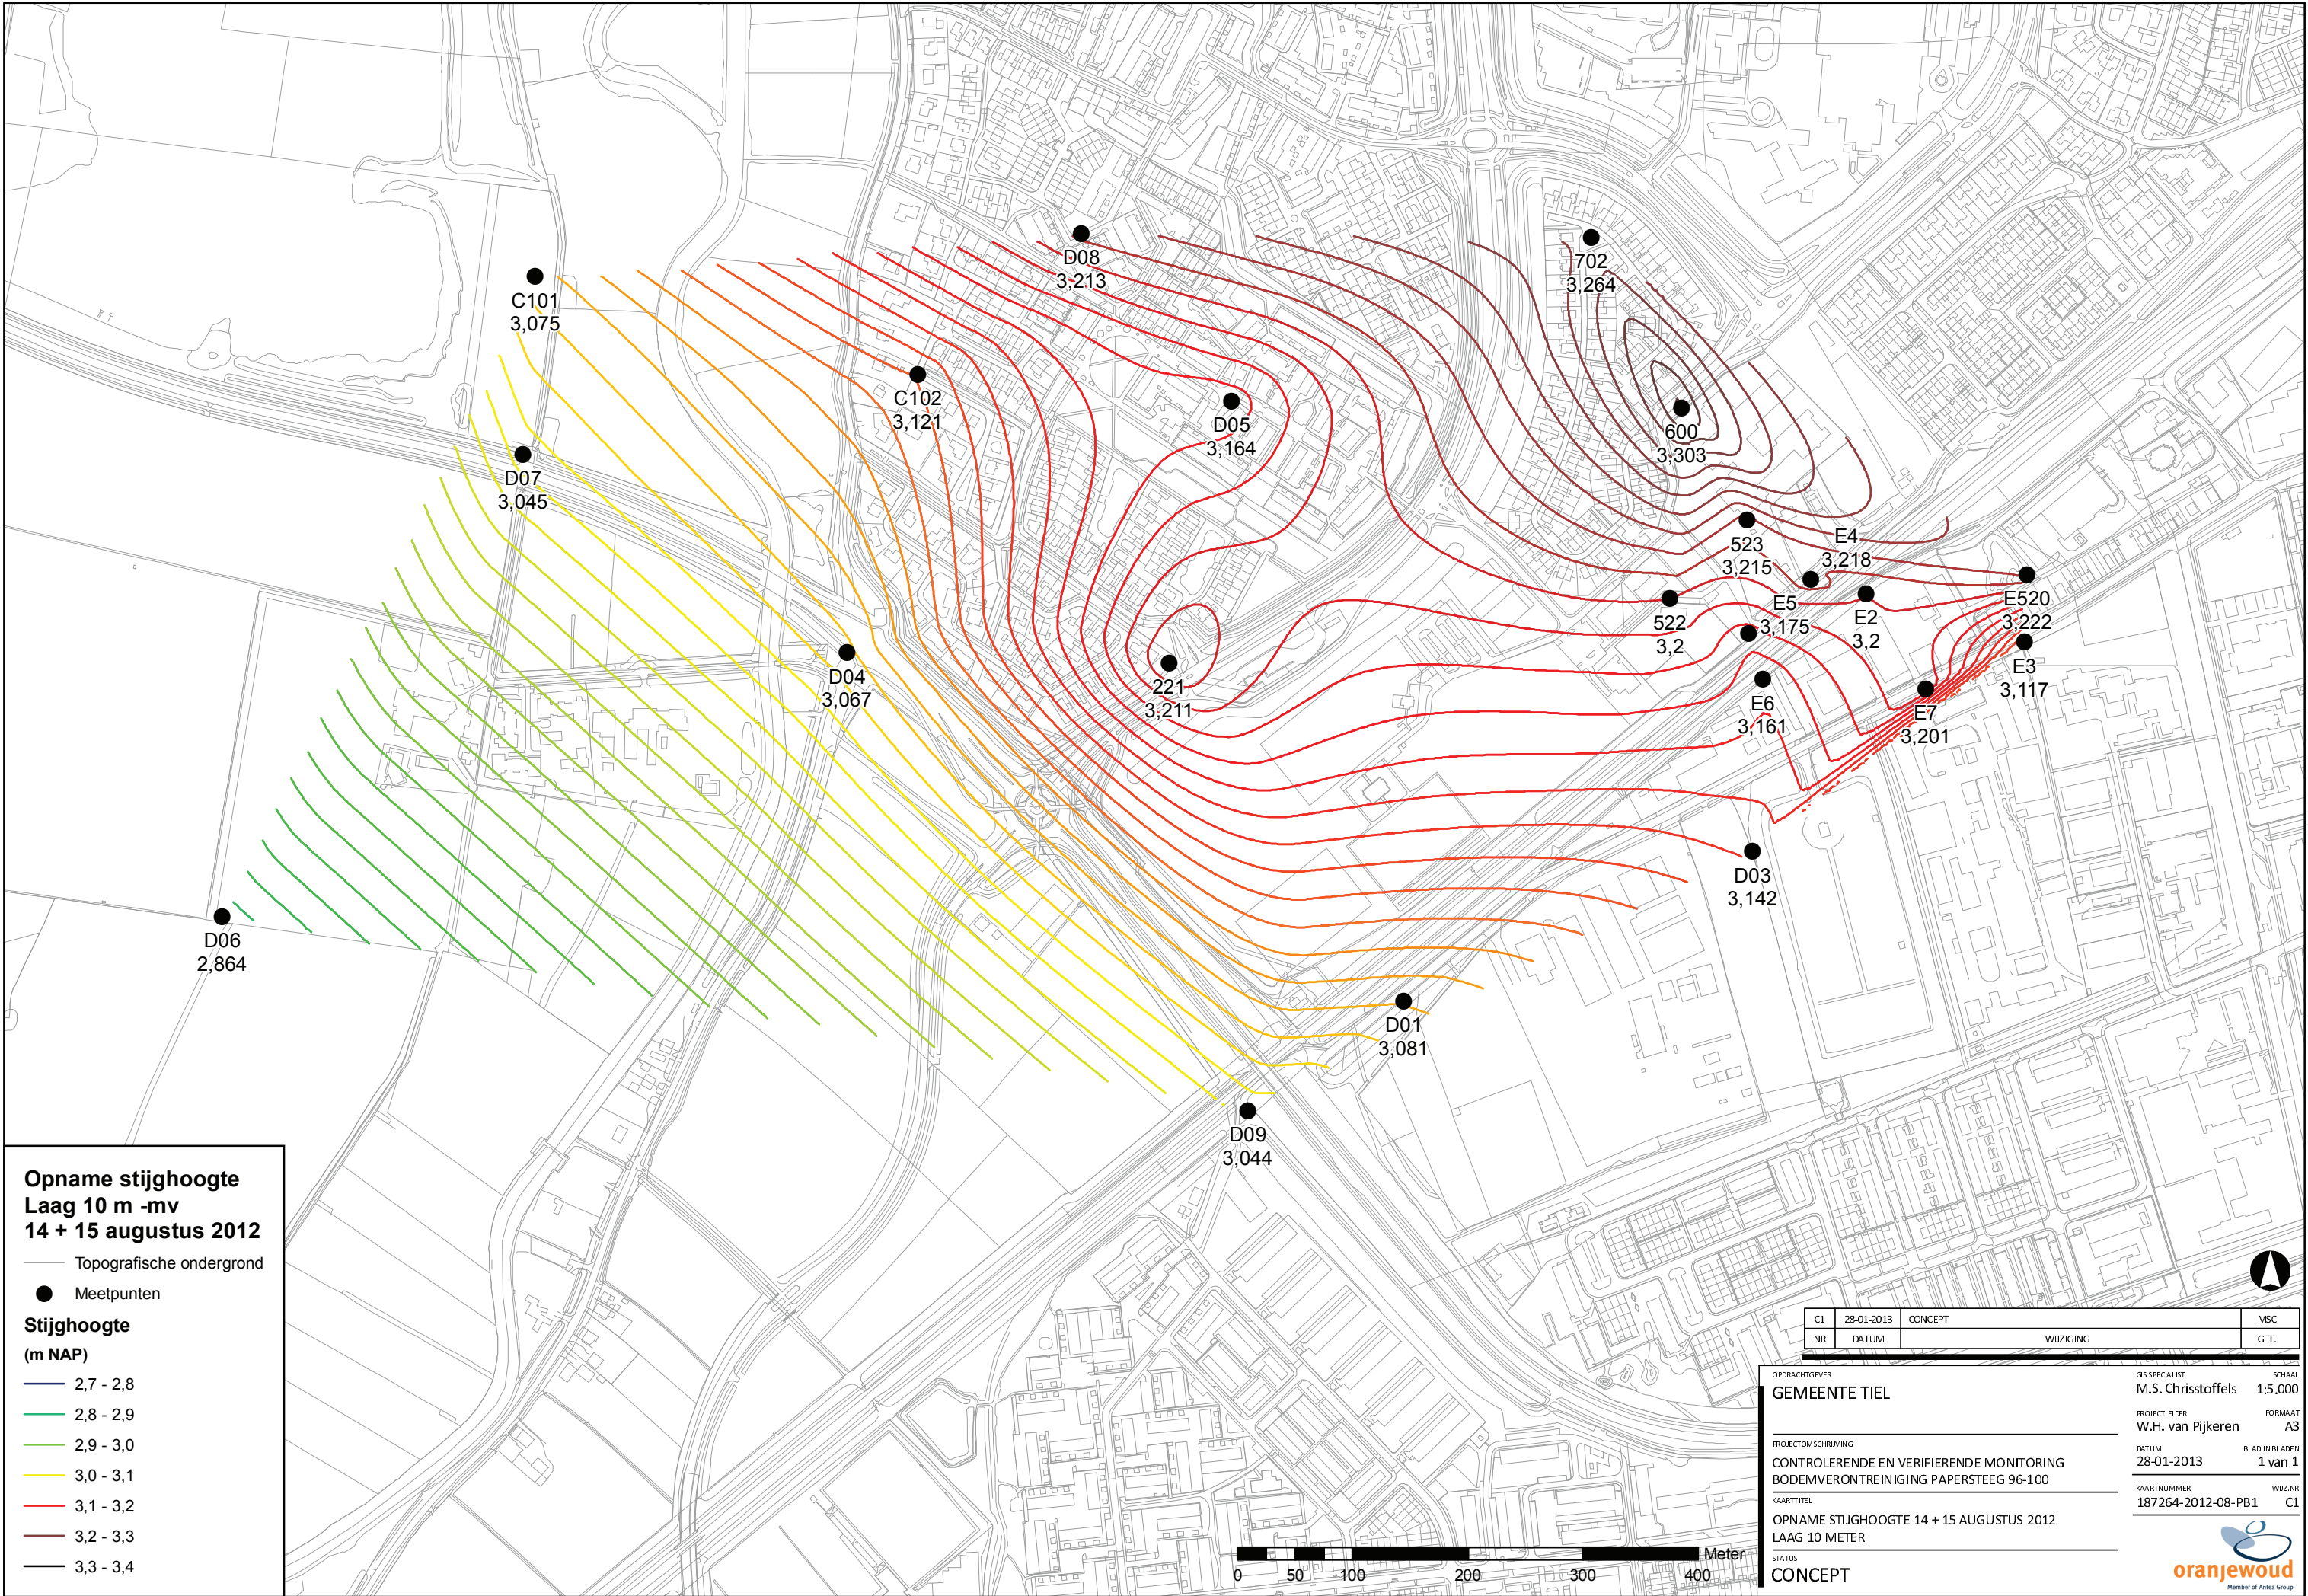 D08
3,213
702
3,264
C101
3,075
C102
3,121
D05
3,164
600
3,303
D07
3,045
523
3,215
E4
3,218
E5
3,175
E2
3,2
E520
3,222
522
3,2
D04
3,067
221
3,211
E6
3,161
E7
3,201
E3
3,117
D03
3,142
D06
2,864
D01
3,081
D09
3,044
Opname stijghoogte
Laag 10 m -mv
14 + 15 augustus 2012
Topografische ondergrond
Meetpunten
Stijghoogte
(m NAP)
2,7 - 2,8
2,8 - 2,9
2,9 - 3,0
3,0 - 3,1
3,1 - 3,2
3,2 - 3,3
3,3 - 3,4
0 50 100 200 300 400 Meter
C1 28-01-2013 CONCEPT MSC
NR DATUM WIJZIGING GET.
OPDRACHTGEVER
GEMEENTE TIEL
PROJECTOMSCHRIJVING
CONTROLERENDE EN VERIFIERENDE MONITORING
BODEMVERONTREINIGING PAPERSTEEG 96-100
KAARTTITEL
OPNAME STIJGHOOGTE 14 + 15 AUGUSTUS 2012
LAAG 10 METER
STATUS
CONCEPT
GIS SPECIALIST SCHAAL
M.S. Chrisstoffels 1:5.000
PROJECTLEIDER FORMAAT
W.H. van Pijkeren A3
DATUM BLAD IN BLADEN
28-01-2013 1 van 1
KAARTNUMMER WIJZ.NR
187264-2012-08-PB1 C1
oranjewoud
Member of Antea Group